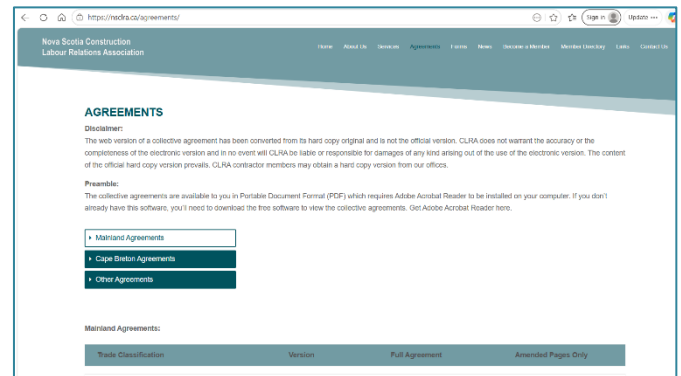 https://nsclra.ca/agreements/
Sign in
Update
Nova Scotia Construction
Labour Relations Association
Home About Us Services Agreements Forms News Become a Member Member Directory Links Contact Us
AGREEMENTS
Disclaimer:
The web version of a collective agreement has been converted from its hard copy original and is not the official version. CLRA does not warrant the accuracy or the
completeness of the electronic version and in no event will CLRA be liable or responsible for damages of any kind arising out of the use of the electronic version. The content
of the official hard copy version prevails. CLRA contractor members may obtain a hard copy version from our offices.
Preamble:
The collective agreements are available to you in Portable Document Format (PDF) which requires Adobe Acrobat Reader to be installed on your computer. If you don't
already have this software, you'll need to download the free software to view the collective agreements. Get Adobe Acrobat Reader here.
Mainland Agreements
Cape Breton Agreements
Other Agreements
Mainland Agreements:
Trade Classification Version Full Agreement Amended Pages Only